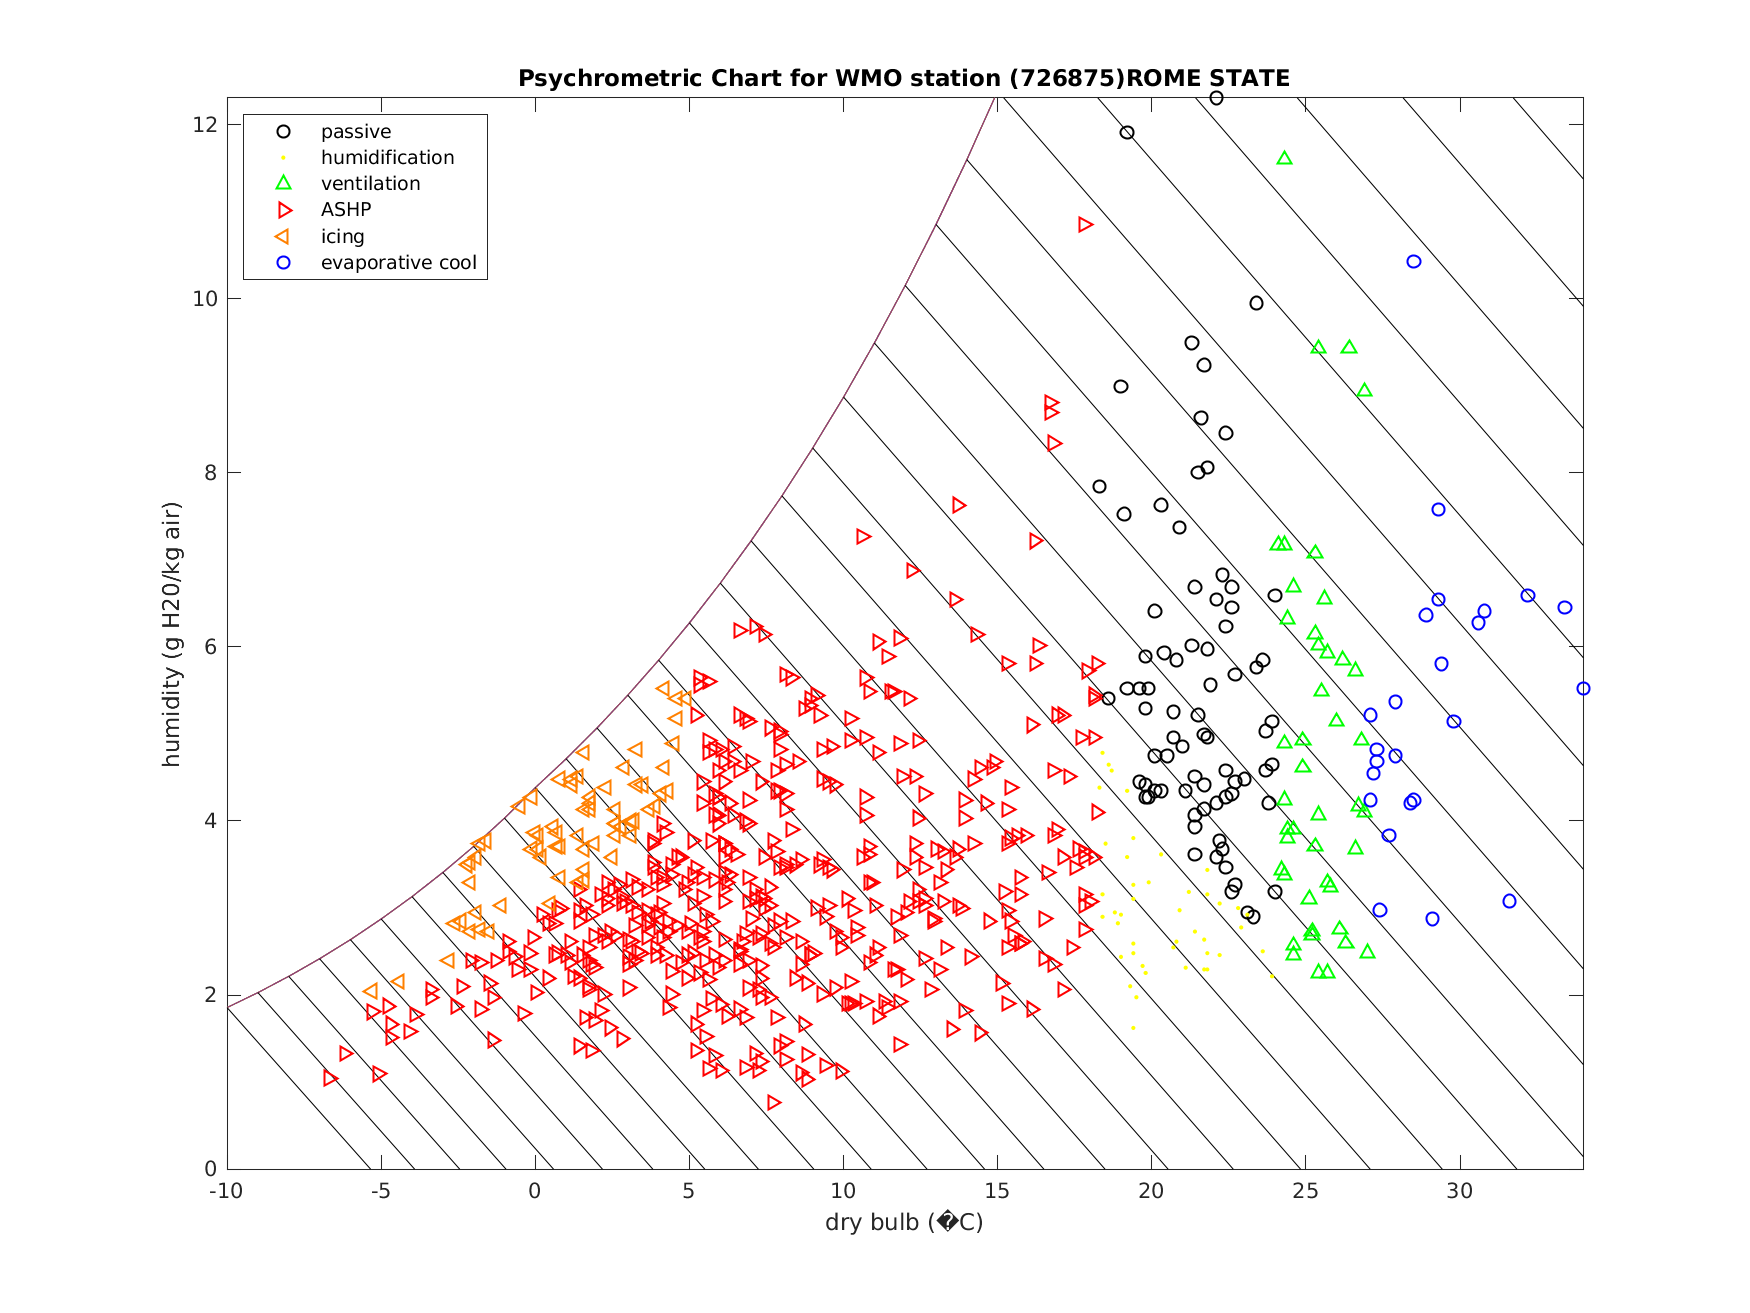 Psychrometric Chart for WMO station (726875)ROME STATE
passive
humidification
ventilation
ASHP
icing
evaporative cool
humidity (g H20/kg air)
12
10
8
6
4
2
0
-10 -5 0 5 10 15 20 25 30
dry bulb (�C)